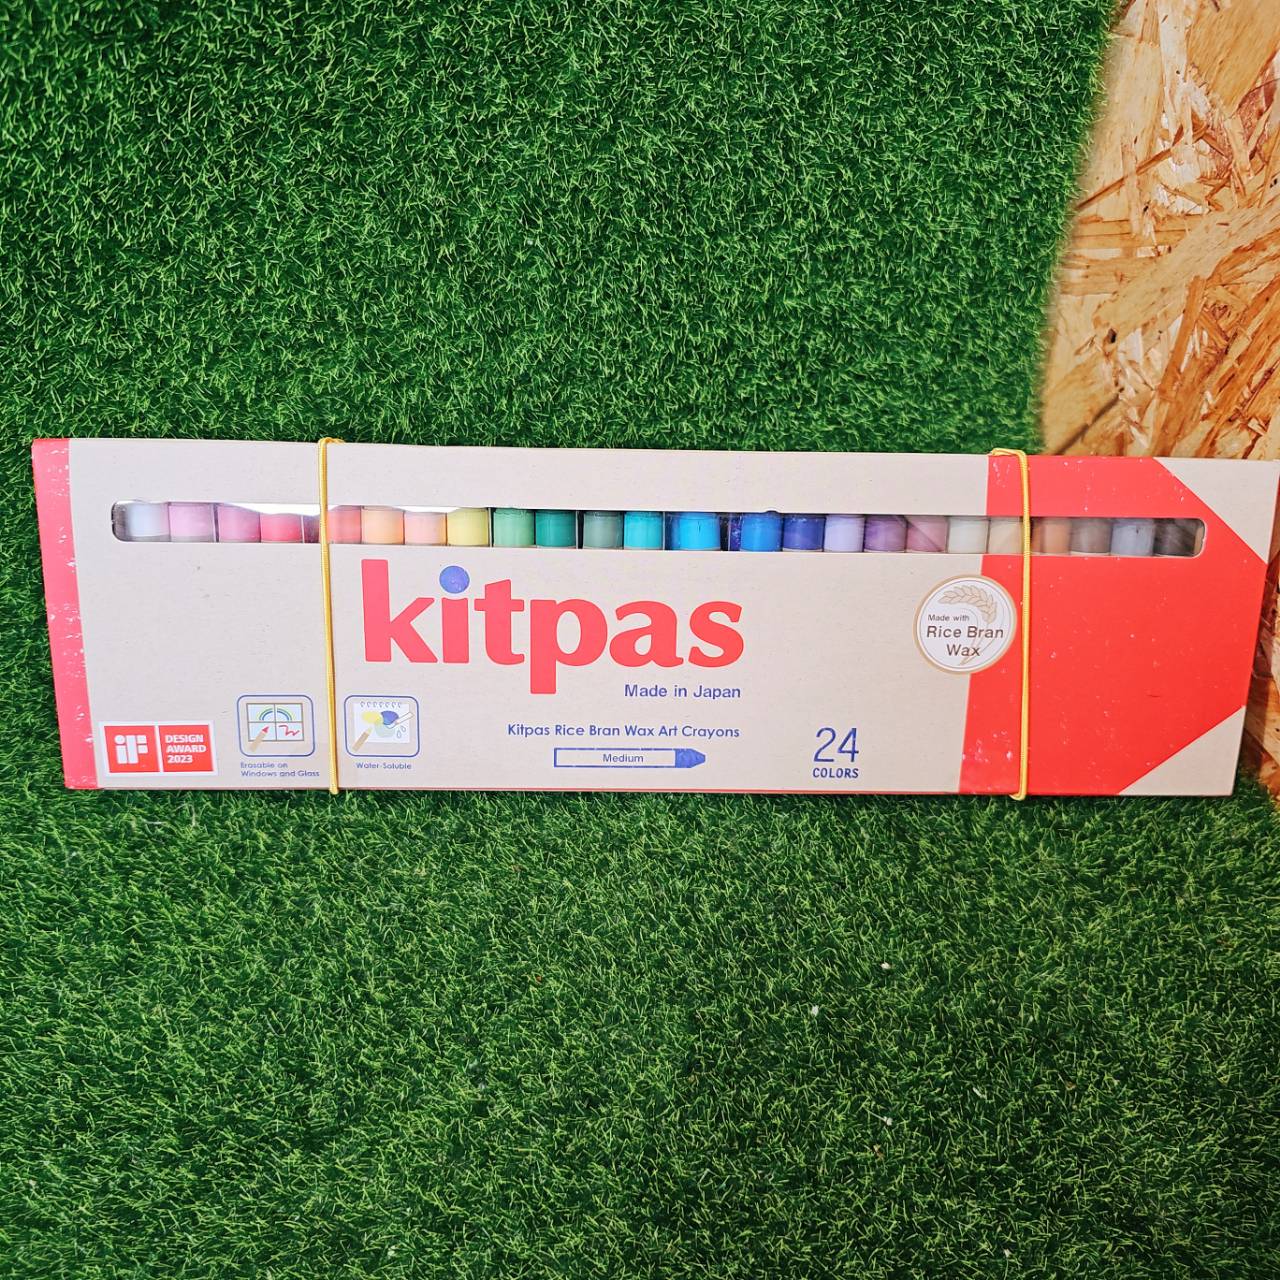 kitpas
Made in Japan
Made with
Rice Bran
Wax
Kitpas Rice Bran Wax Art Crayons
Medium
24
COLORS
iF
DESIGN
AWARD
2023
Erasable on
Windows and Glass
Water-Soluble